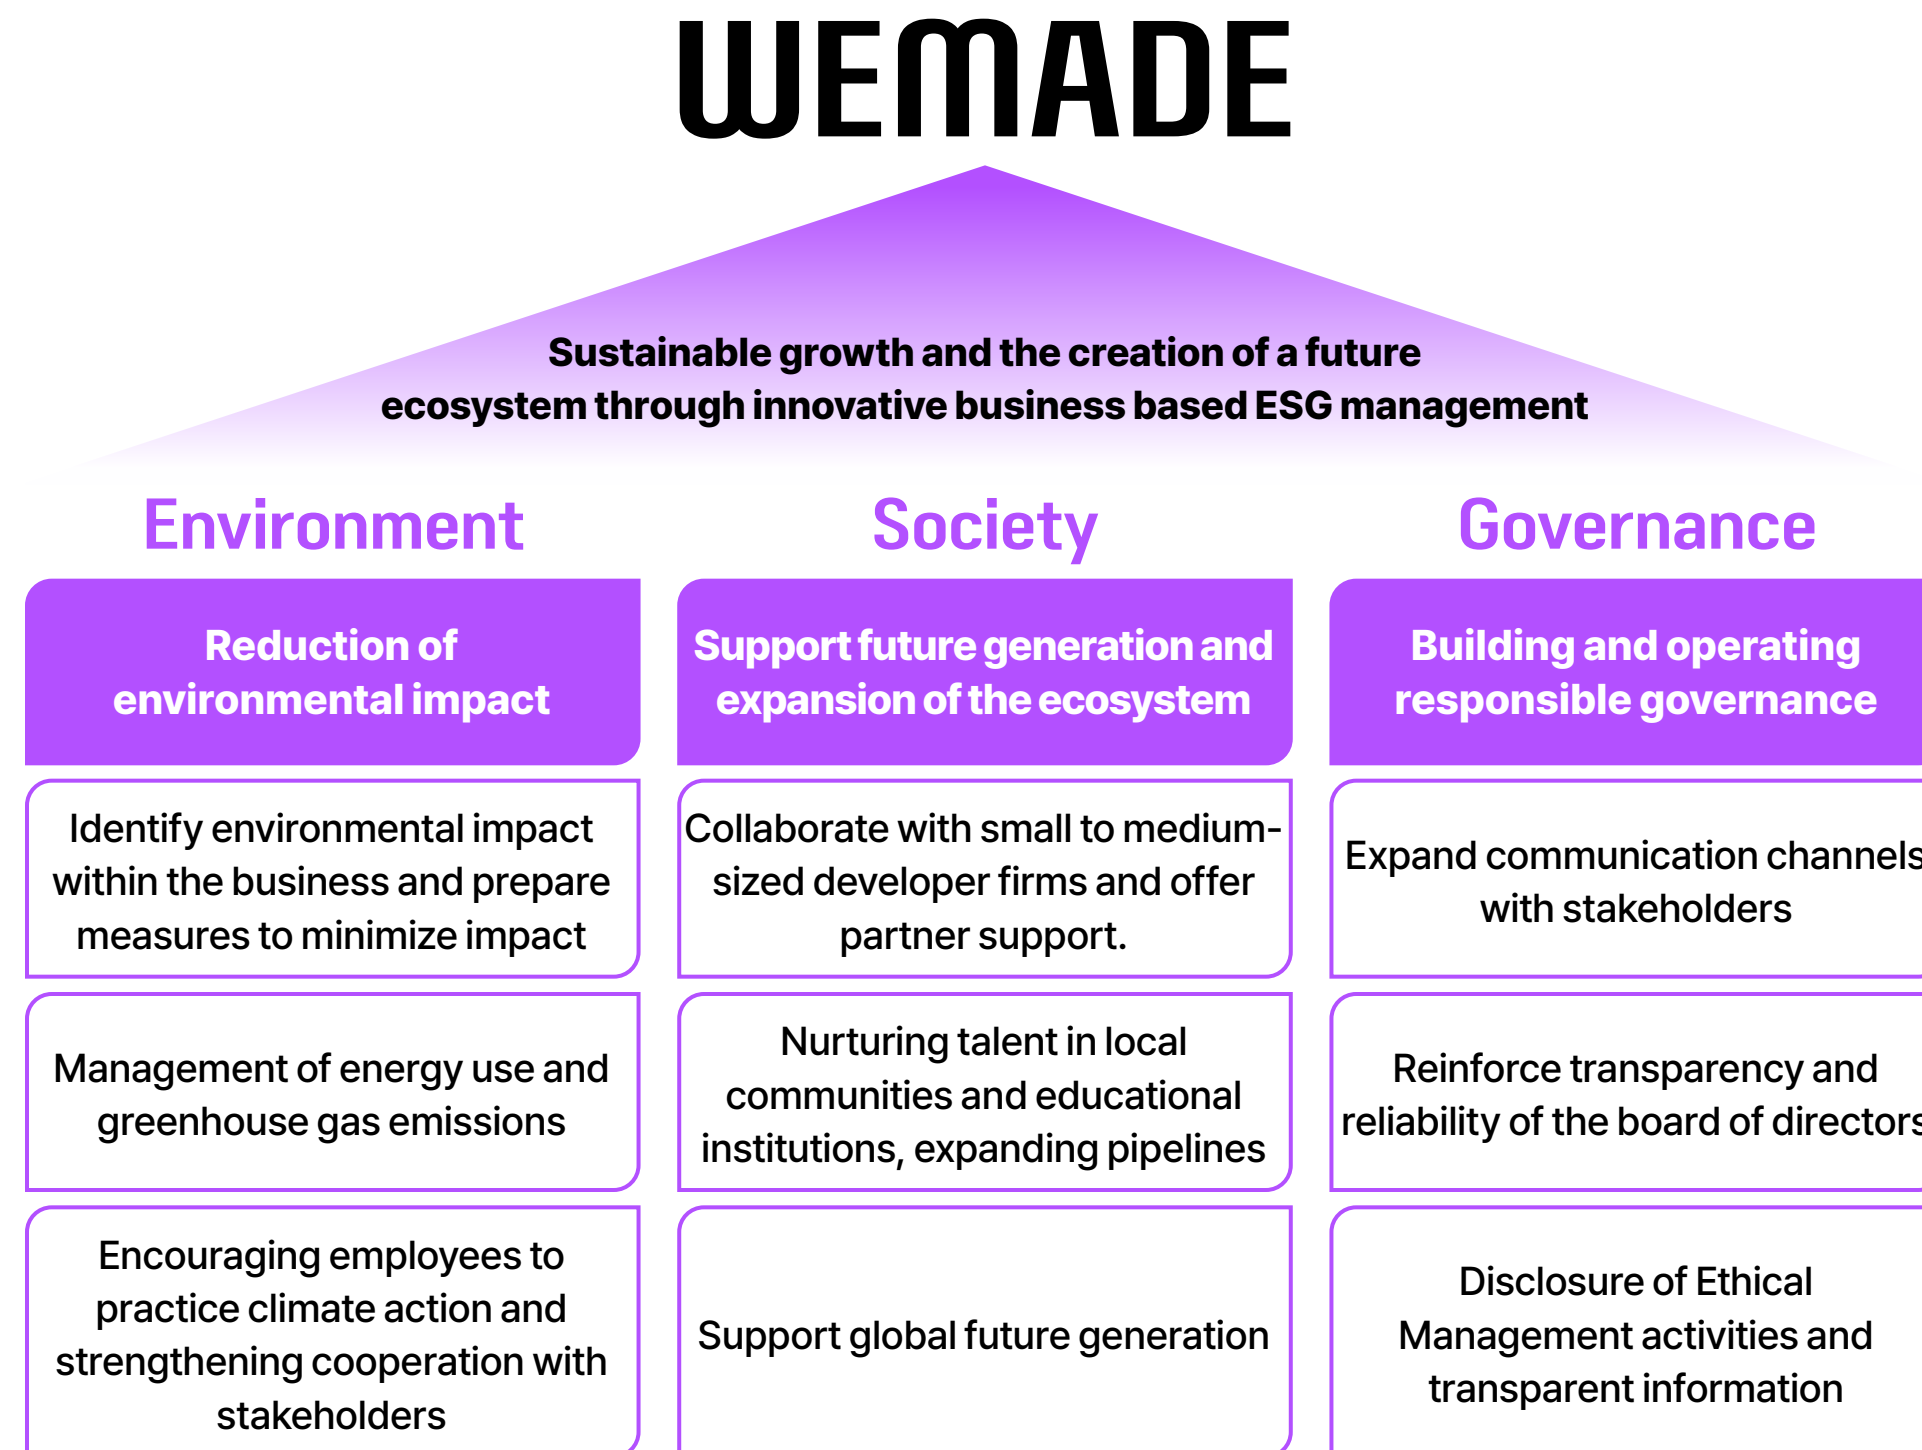 WEMADE
Sustainable growth and the creation of a future
ecosystem through innovative business based ESG management
Environment
Reduction of
environmental impact
Identify environmental impact
within the business and prepare
measures to minimize impact
Management of energy use and
greenhouse gas emissions
Encouraging employees to
practice climate action and
strengthening cooperation with
stakeholders
Society
Support future generation and
expansion of the ecosystem
Collaborate with small to medium-
sized developer firms and offer
partner support.
Nurturing talent in local
communities and educational
institutions, expanding pipelines
Support global future generation
Governance
Building and operating
responsible governance
Expand communication channels
with stakeholders
Reinforce transparency and
reliability of the board of directors
Disclosure of Ethical
Management activities and
transparent information